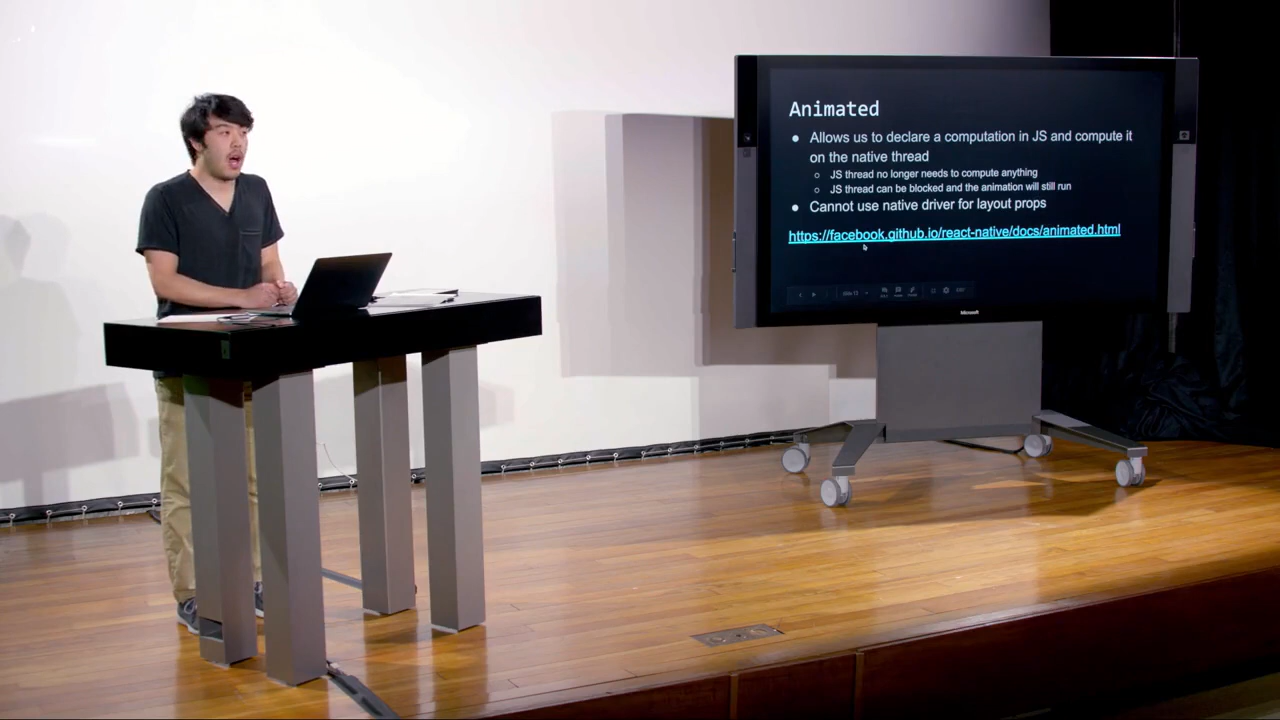 Animated
● Allows us to declare a computation in JS and compute it
on the native thread
○ JS thread no longer needs to compute anything
○ JS thread can be blocked and the animation will still run
● Cannot use native driver for layout props
https://facebook.github.io/react-native/docs/animated.html
Microsoft